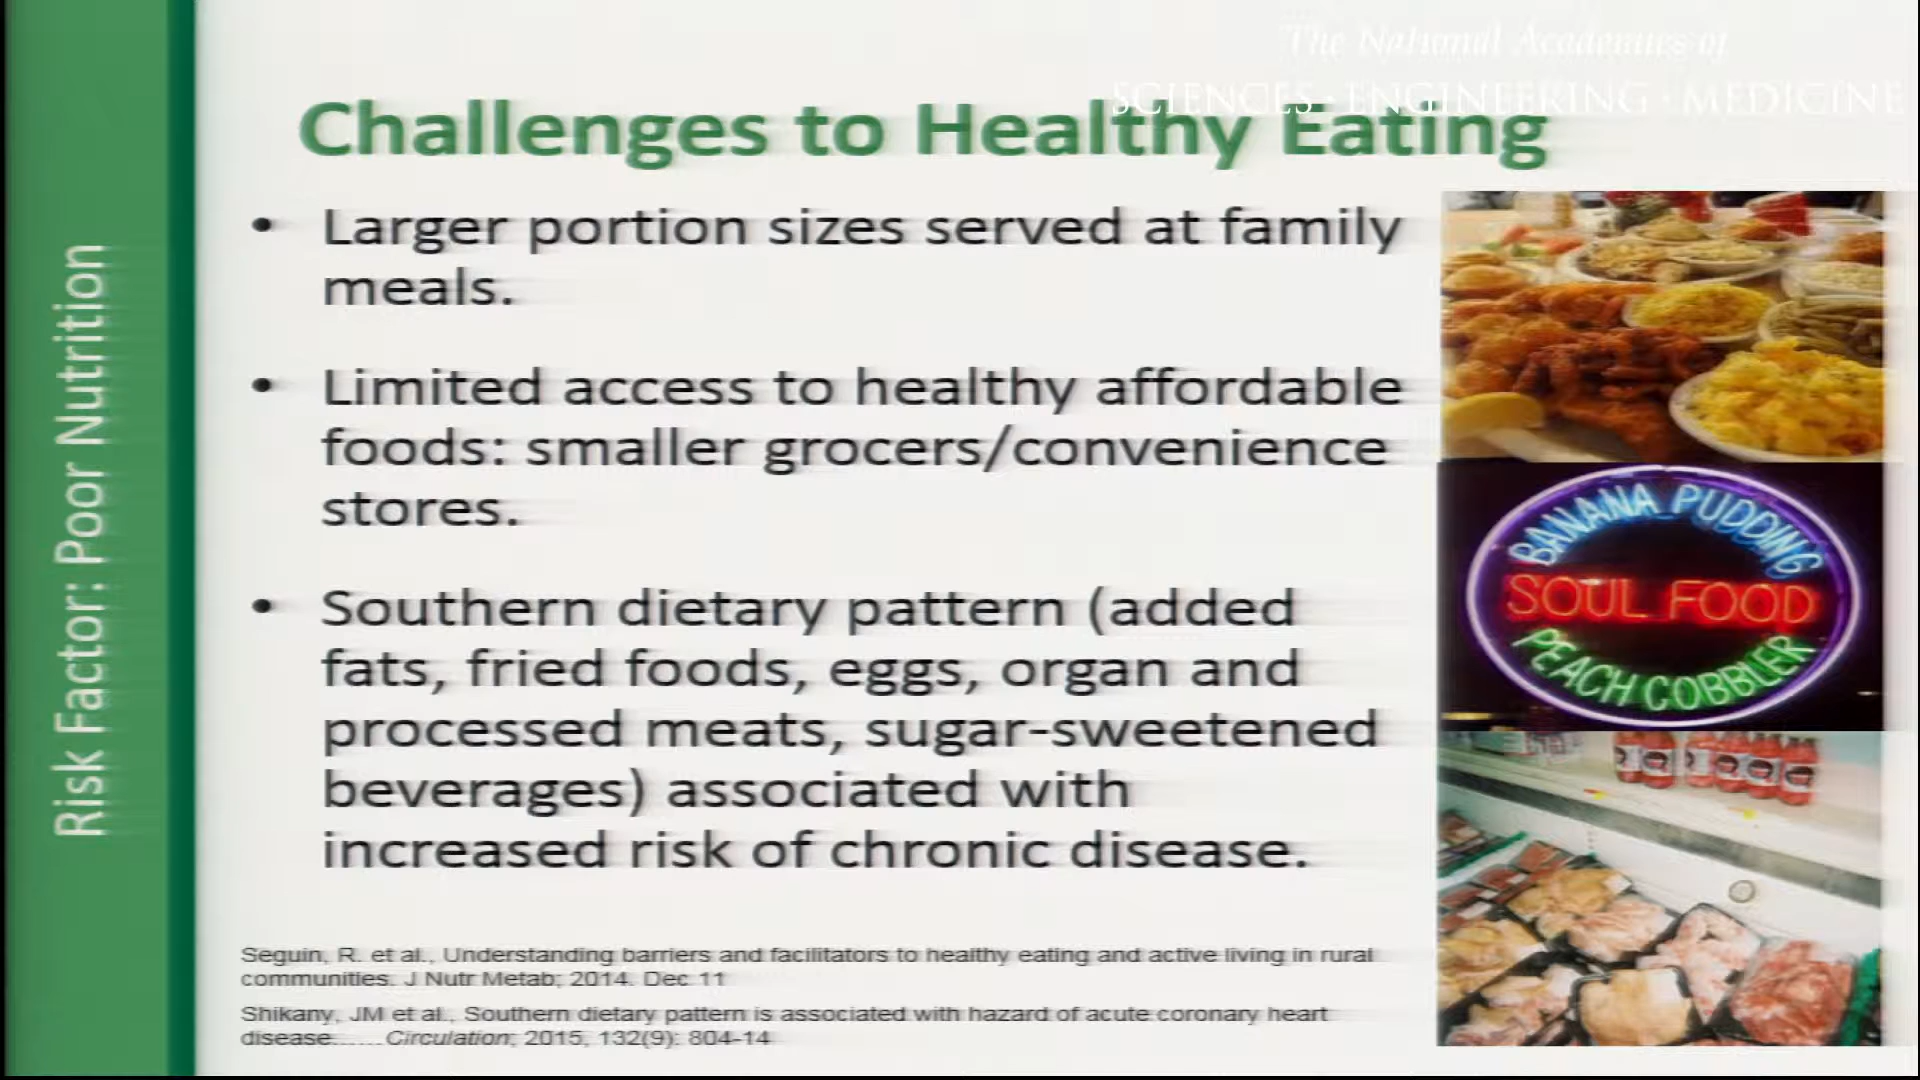 The National Academies of
SCIENCES · ENGINEERING · MEDICINE
Challenges to Healthy Eating
Risk Factor: Poor Nutrition
• Larger portion sizes served at family
meals.
• Limited access to healthy affordable
foods: smaller grocers/convenience
stores.
• Southern dietary pattern (added
fats, fried foods, eggs, organ and
processed meats, sugar-sweetened
beverages) associated with
increased risk of chronic disease.
BANANA PUDDING
SOUL FOOD
PEACH COBBLER
Seguin, R. et al., Understanding barriers and facilitators to healthy eating and active living in rural
communities. J Nutr Metab; 2014. Dec 11
Shikany, JM et al., Southern dietary pattern is associated with hazard of acute coronary heart
disease...... Circulation; 2015; 132(9): 804-14